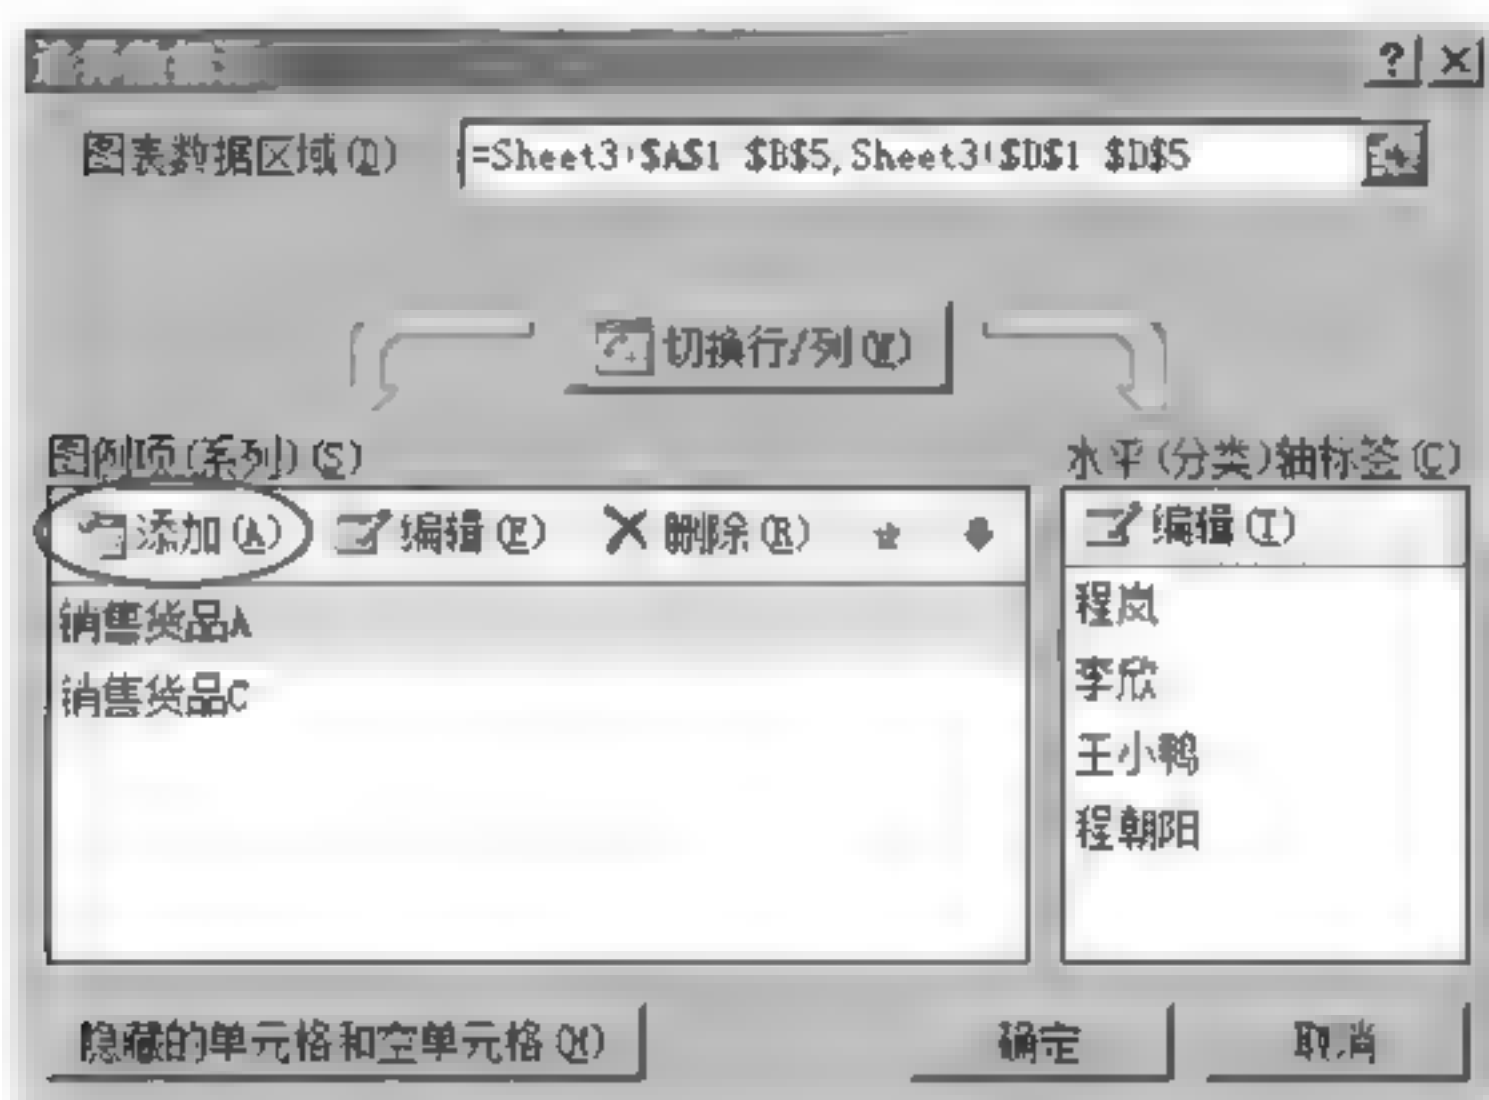 图表数据区域(D)
=Sheet3!$A$1:$B$5,Sheet3!$D$1:$D$5
切换行/列(W)
图例项(系列)(S)
水平(分类)轴标签(C)
添加(A) 编辑(E) 删除(R)
编辑(T)
销售货品A
销售货品C
程岚
李欣
王小鸭
程朝阳
隐藏的单元格和空单元格(H)
确定
取消